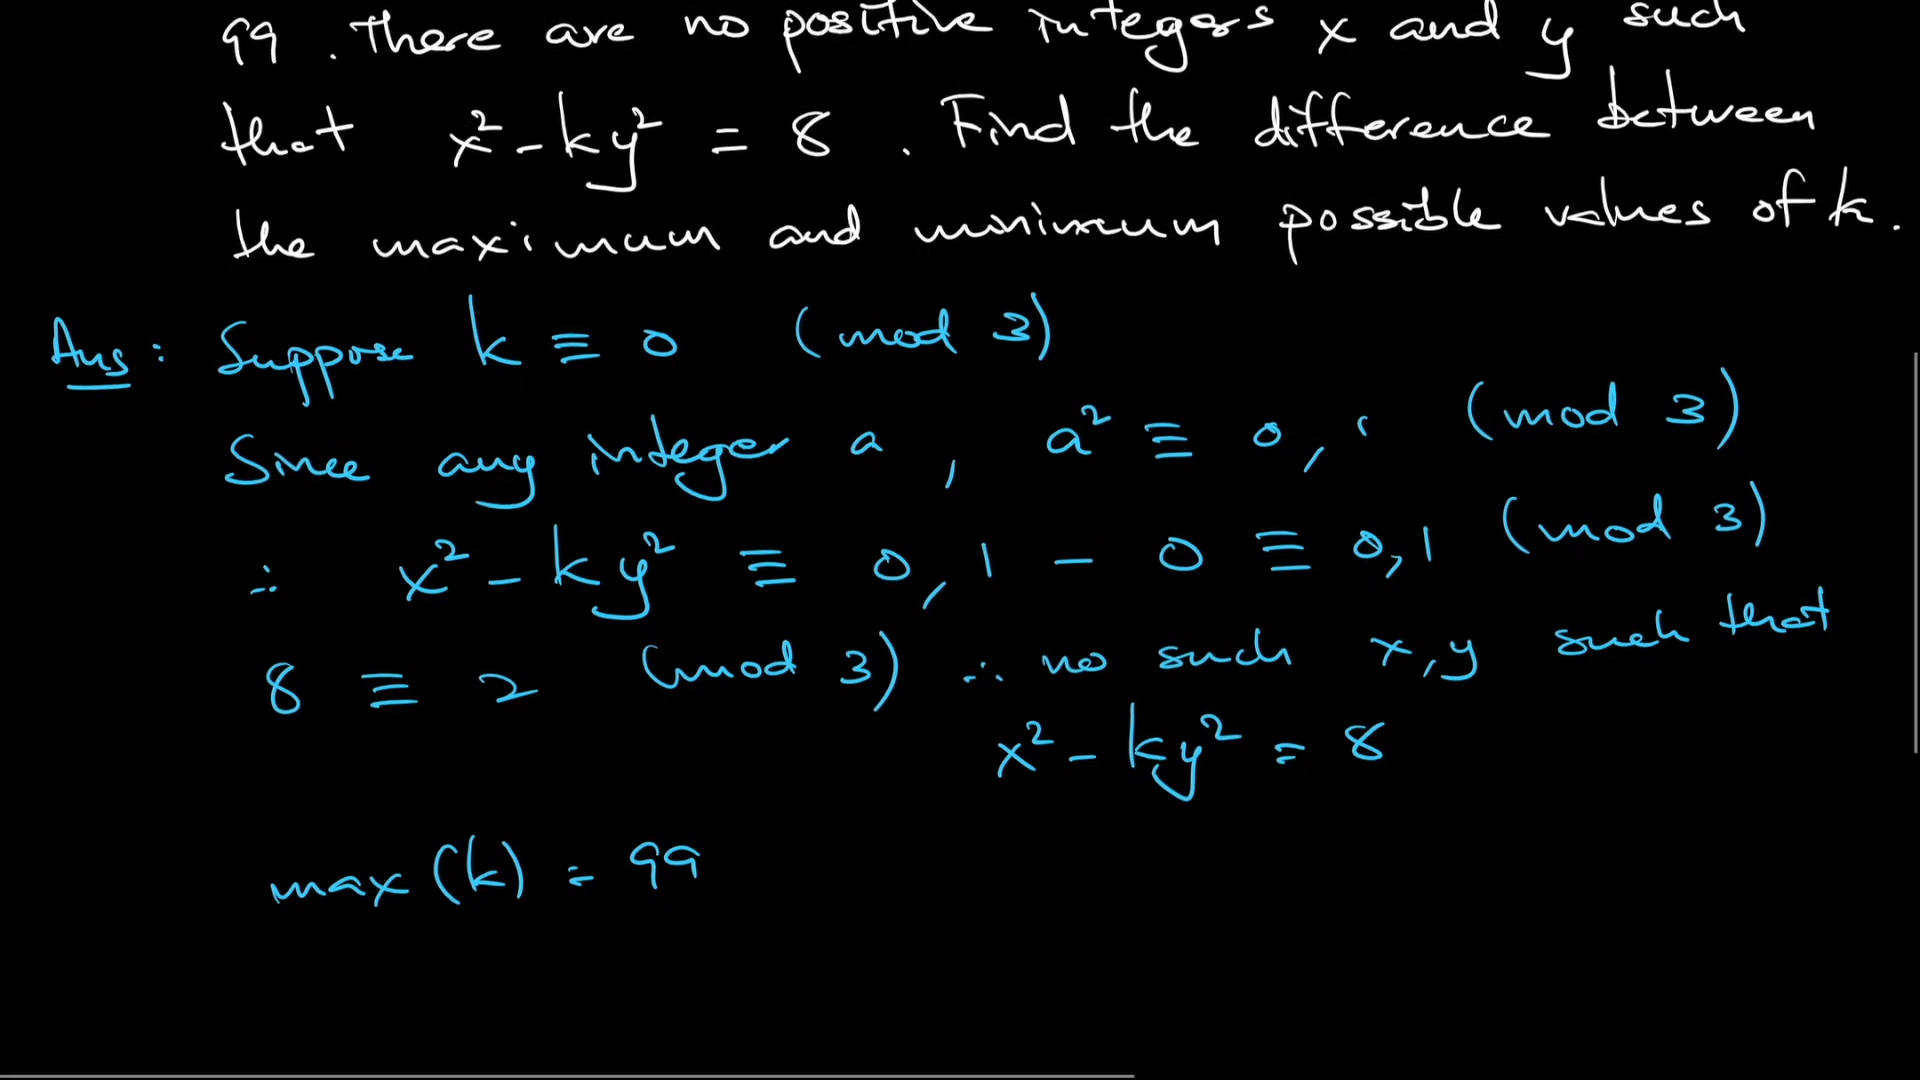 99. There are no positive integers x and y such
that x² - ky² = 8. Find the difference between
the maximum and minimum possible values of k.
Ans: Suppose k ≡ 0 (mod 3)
Since any integer a, a² ≡ 0, 1 (mod 3)
∴ x² - ky² ≡ 0, 1 - 0 ≡ 0, 1 (mod 3)
8 ≡ 2 (mod 3) ∴ no such x, y such that
x² - ky² = 8
max (k) = 99